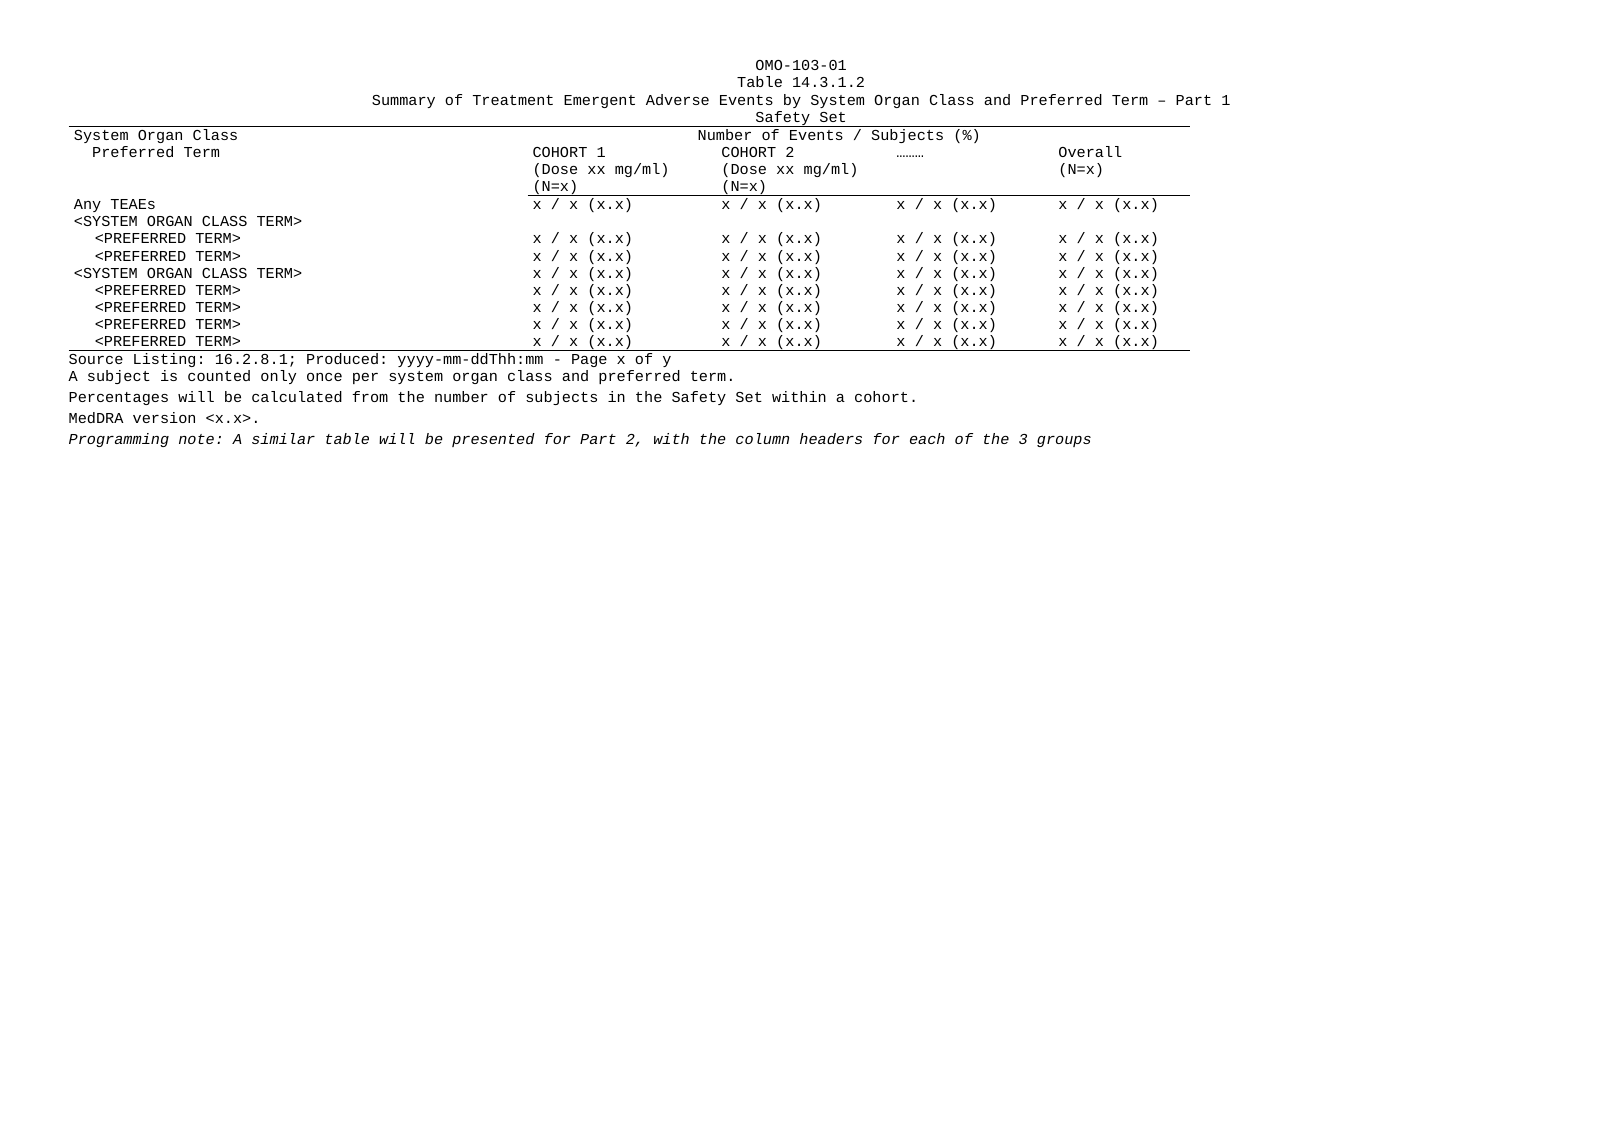 OMO-103-01
Table 14.3.1.2
Summary of Treatment Emergent Adverse Events by System Organ Class and Preferred Term – Part 1
Safety Set
System Organ Class Number of Events / Subjects (%)
Preferred Term COHORT 1 COHORT 2 ……… Overall
(Dose xx mg/ml) (Dose xx mg/ml) (N=x)
(N=x) (N=x)
Any TEAEs x / x (x.x) x / x (x.x) x / x (x.x) x / x (x.x)
<SYSTEM ORGAN CLASS TERM>
<PREFERRED TERM> x / x (x.x) x / x (x.x) x / x (x.x) x / x (x.x)
<PREFERRED TERM> x / x (x.x) x / x (x.x) x / x (x.x) x / x (x.x)
<SYSTEM ORGAN CLASS TERM> x / x (x.x) x / x (x.x) x / x (x.x) x / x (x.x)
<PREFERRED TERM> x / x (x.x) x / x (x.x) x / x (x.x) x / x (x.x)
<PREFERRED TERM> x / x (x.x) x / x (x.x) x / x (x.x) x / x (x.x)
<PREFERRED TERM> x / x (x.x) x / x (x.x) x / x (x.x) x / x (x.x)
<PREFERRED TERM> x / x (x.x) x / x (x.x) x / x (x.x) x / x (x.x)
Source Listing: 16.2.8.1; Produced: yyyy-mm-ddThh:mm - Page x of y
A subject is counted only once per system organ class and preferred term.
Percentages will be calculated from the number of subjects in the Safety Set within a cohort.
MedDRA version <x.x>.
Programming note: A similar table will be presented for Part 2, with the column headers for each of the 3 groups